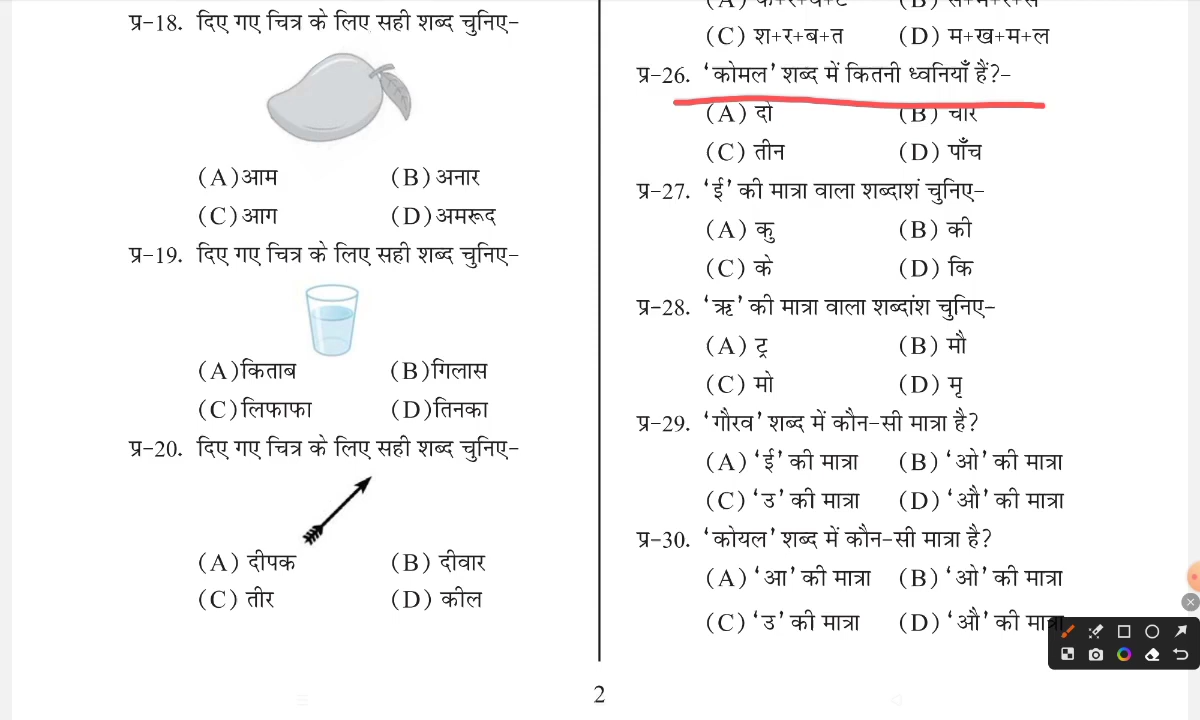 प्र-18. दिए गए चित्र के लिए सही शब्द चुनिए-
(A)आम (B)अनार
(C)आग (D)अमरूद
प्र-19. दिए गए चित्र के लिए सही शब्द चुनिए-
(A)किताब (B)गिलास
(C)लिफाफा (D)तिनका
प्र-20. दिए गए चित्र के लिए सही शब्द चुनिए-
(A) दीपक (B) दीवार
(C) तीर (D) कील
(C) श+र+ब+त (D) म+ख+म+ल
प्र-26. ‘कोमल’ शब्द में कितनी ध्वनियाँ हैं?-
(A) दो (B) चार
(C) तीन (D) पाँच
प्र-27. ‘ई’ की मात्रा वाला शब्दाशं चुनिए-
(A) कु (B) की
(C) के (D) कि
प्र-28. ‘ऋ’ की मात्रा वाला शब्दांश चुनिए-
(A) ट्र (B) मौ
(C) मो (D) मृ
प्र-29. ‘गौरव’ शब्द में कौन-सी मात्रा है?
(A) ‘ई’ की मात्रा (B) ‘ओ’ की मात्रा
(C) ‘उ’ की मात्रा (D) ‘औ’ की मात्रा
प्र-30. ‘कोयल’ शब्द में कौन-सी मात्रा है?
(A) ‘आ’ की मात्रा (B) ‘ओ’ की मात्रा
(C) ‘उ’ की मात्रा (D) ‘औ’ की मात्रा
2